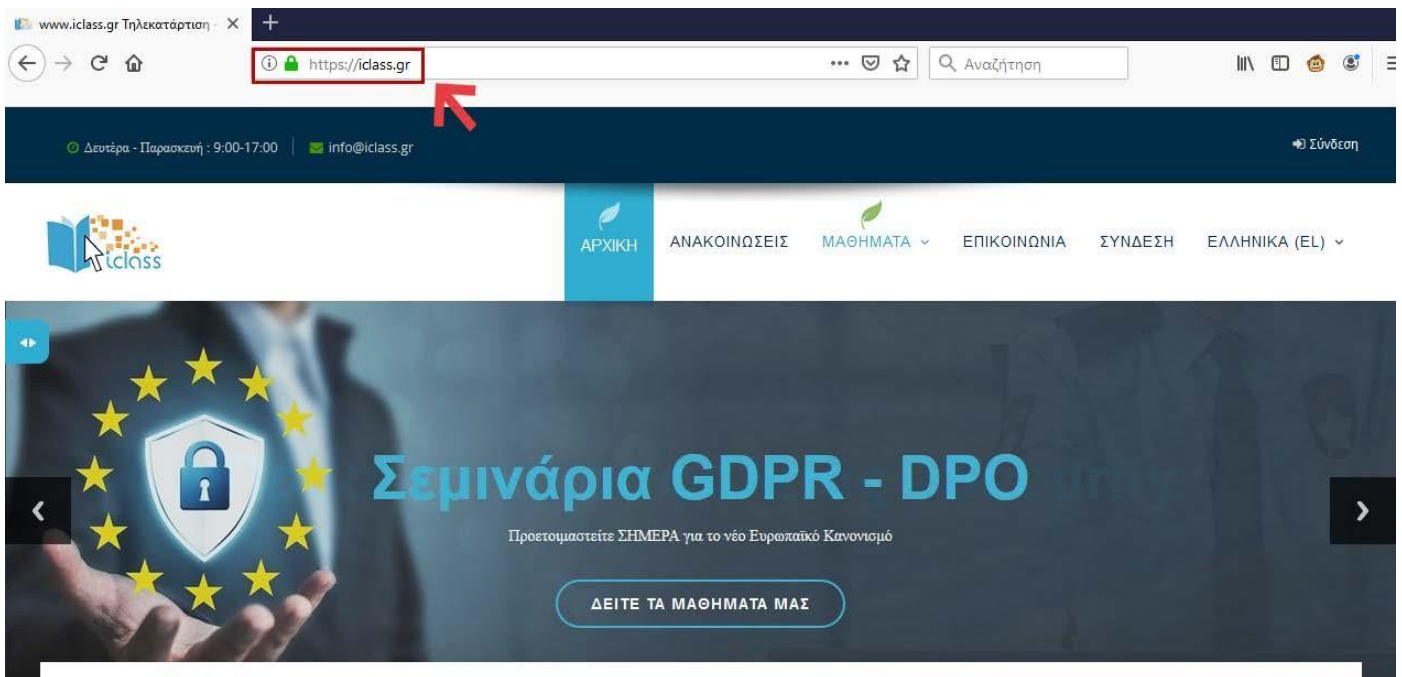 www.iclass.gr Τηλεκατάρτιση -
https://iclass.gr
Αναζήτηση
Δευτέρα - Παρασκευή : 9:00-17:00
info@iclass.gr
Σύνδεση
iclass
ΑΡΧΙΚΗ
ΑΝΑΚΟΙΝΩΣΕΙΣ
ΜΑΘΗΜΑΤΑ
ΕΠΙΚΟΙΝΩΝΙΑ
ΣΥΝΔΕΣΗ
ΕΛΛΗΝΙΚΑ (EL)
Σεμινάρια GDPR - DPO
Προετοιμαστείτε ΣΗΜΕΡΑ για το νέο Ευρωπαϊκό Κανονισμό
ΔΕΙΤΕ ΤΑ ΜΑΘΗΜΑΤΑ ΜΑΣ